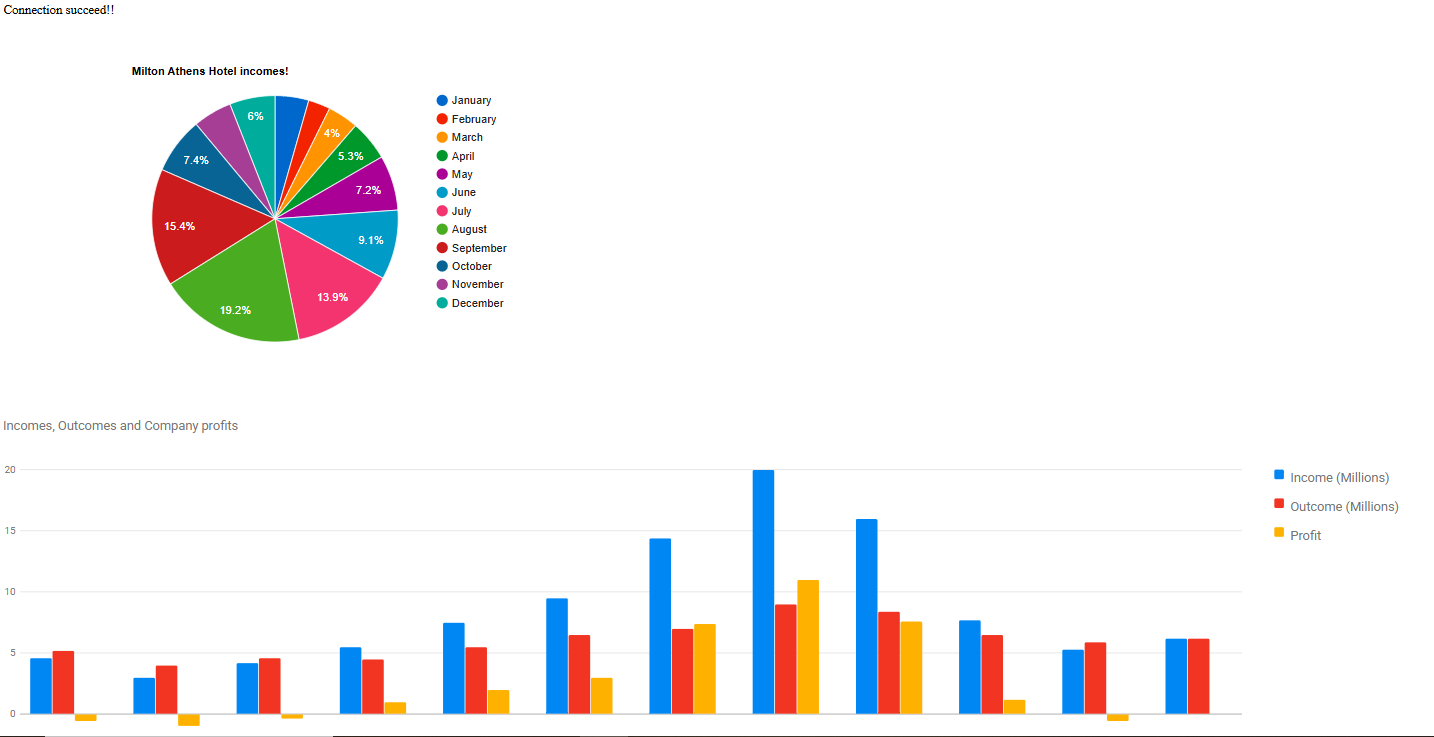 Connection succeed!!
Milton Athens Hotel incomes!
January
February
March
April
May
June
July
August
September
October
November
December
6%
4%
5.3%
7.2%
9.1%
13.9%
19.2%
15.4%
7.4%
Incomes, Outcomes and Company profits
20
15
10
5
0
Income (Millions)
Outcome (Millions)
Profit